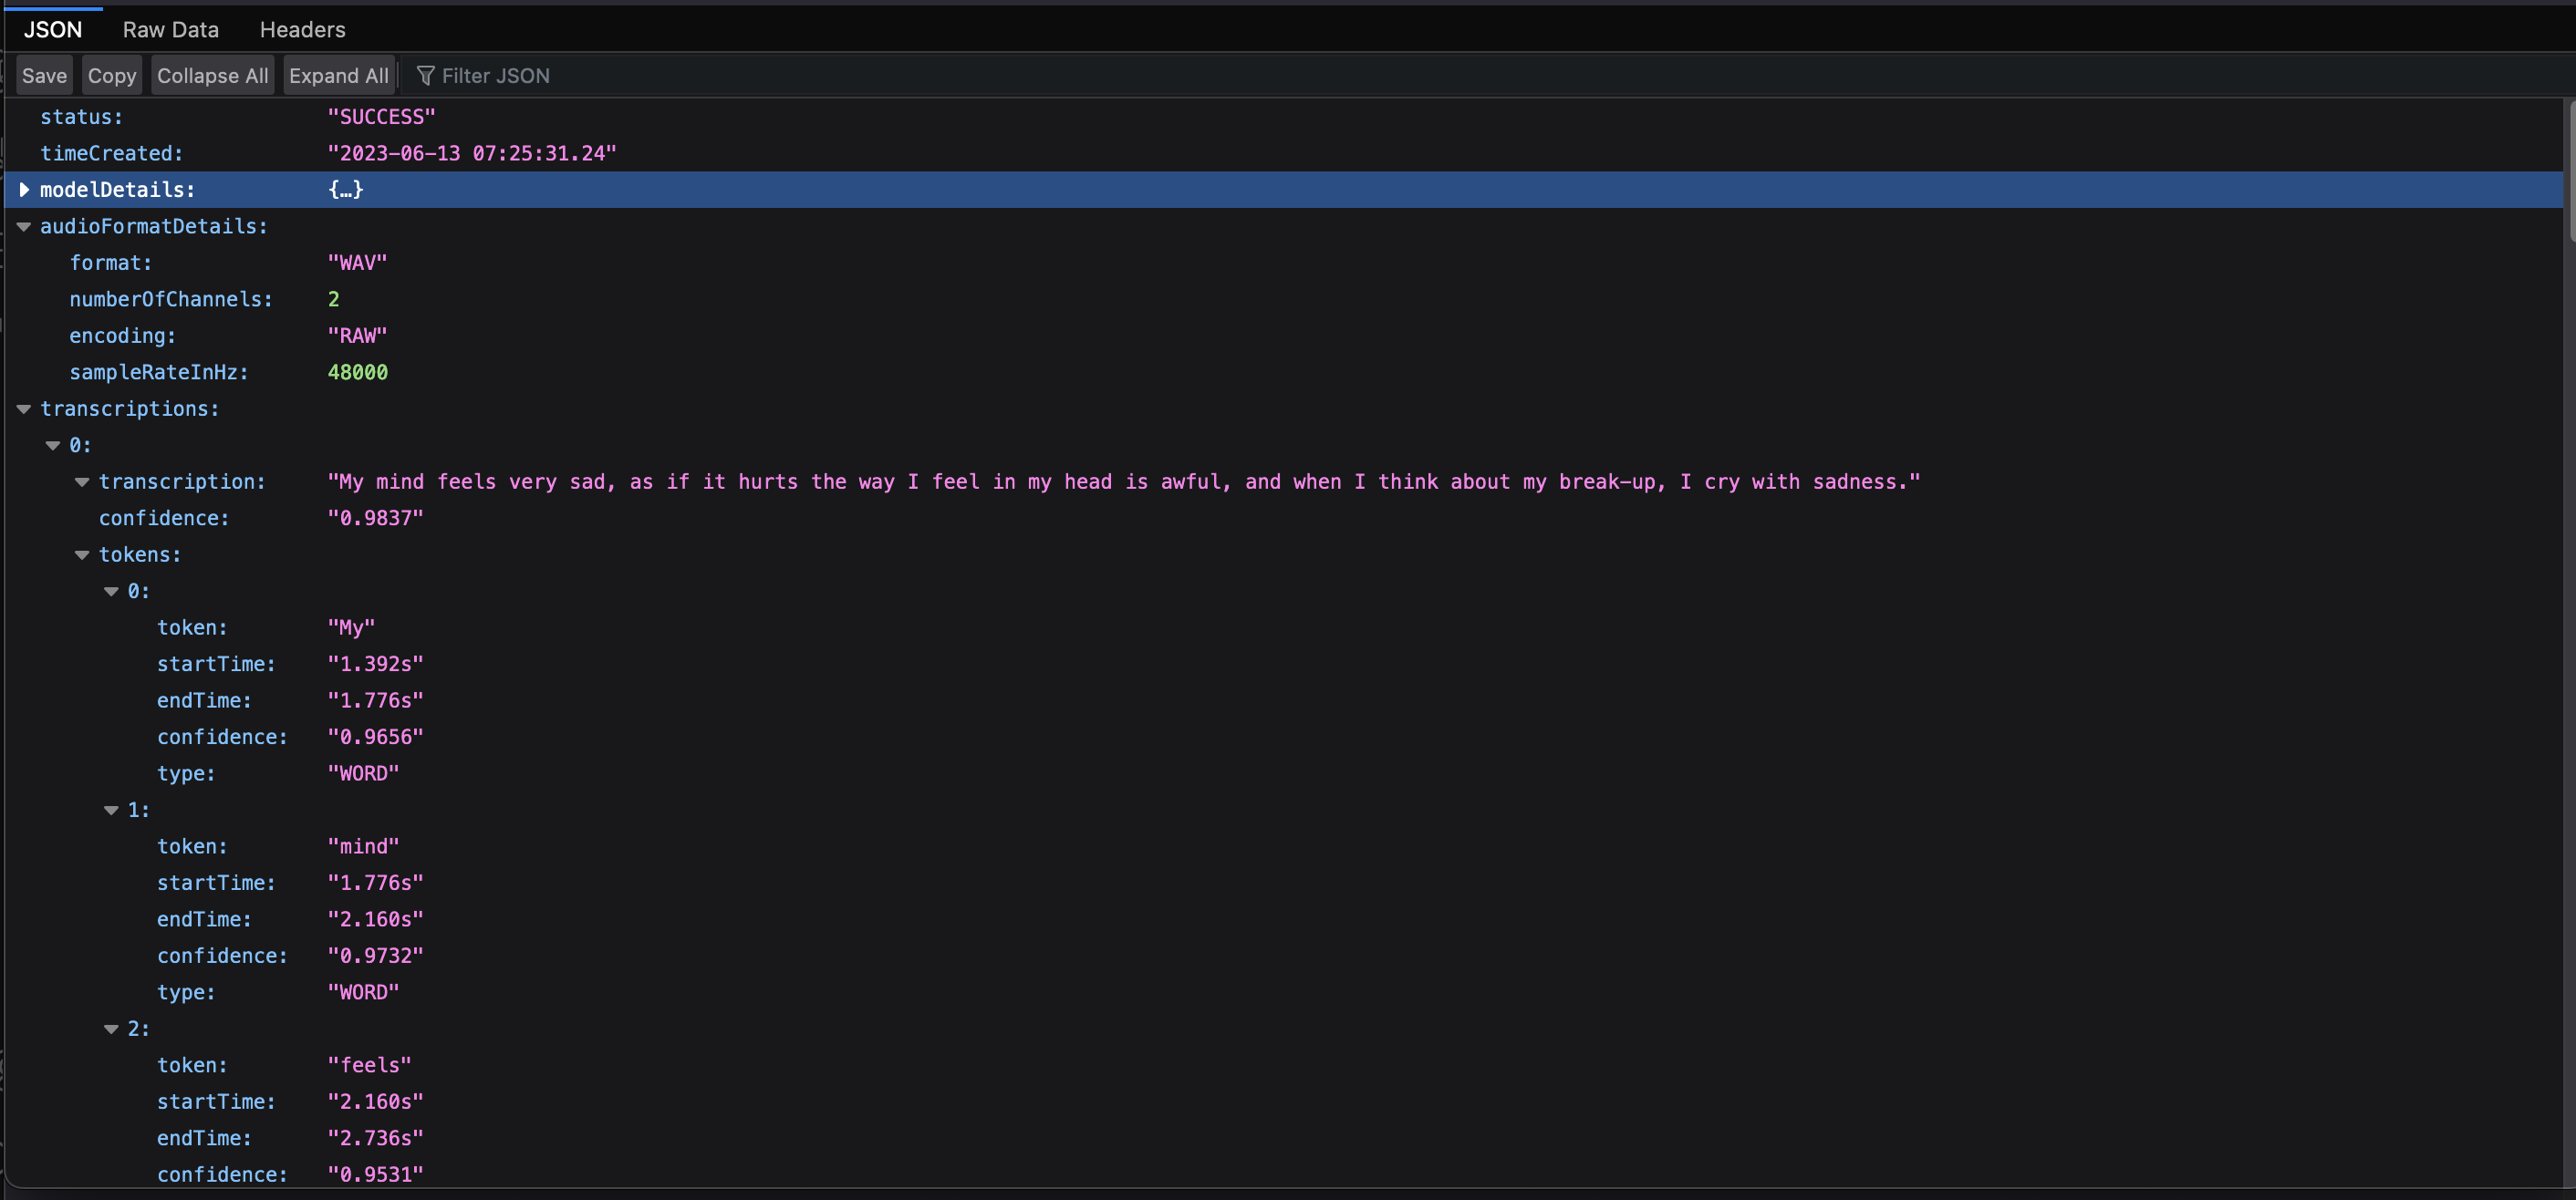 JSON Raw Data Headers
Save Copy Collapse All Expand All Filter JSON
status: "SUCCESS"
timeCreated: "2023-06-13 07:25:31.24"
modelDetails: {…}
audioFormatDetails:
format: "WAV"
numberOfChannels: 2
encoding: "RAW"
sampleRateInHz: 48000
transcriptions:
0:
transcription: "My mind feels very sad, as if it hurts the way I feel in my head is awful, and when I think about my break-up, I cry with sadness."
confidence: "0.9837"
tokens:
0:
token: "My"
startTime: "1.392s"
endTime: "1.776s"
confidence: "0.9656"
type: "WORD"
1:
token: "mind"
startTime: "1.776s"
endTime: "2.160s"
confidence: "0.9732"
type: "WORD"
2:
token: "feels"
startTime: "2.160s"
endTime: "2.736s"
confidence: "0.9531"